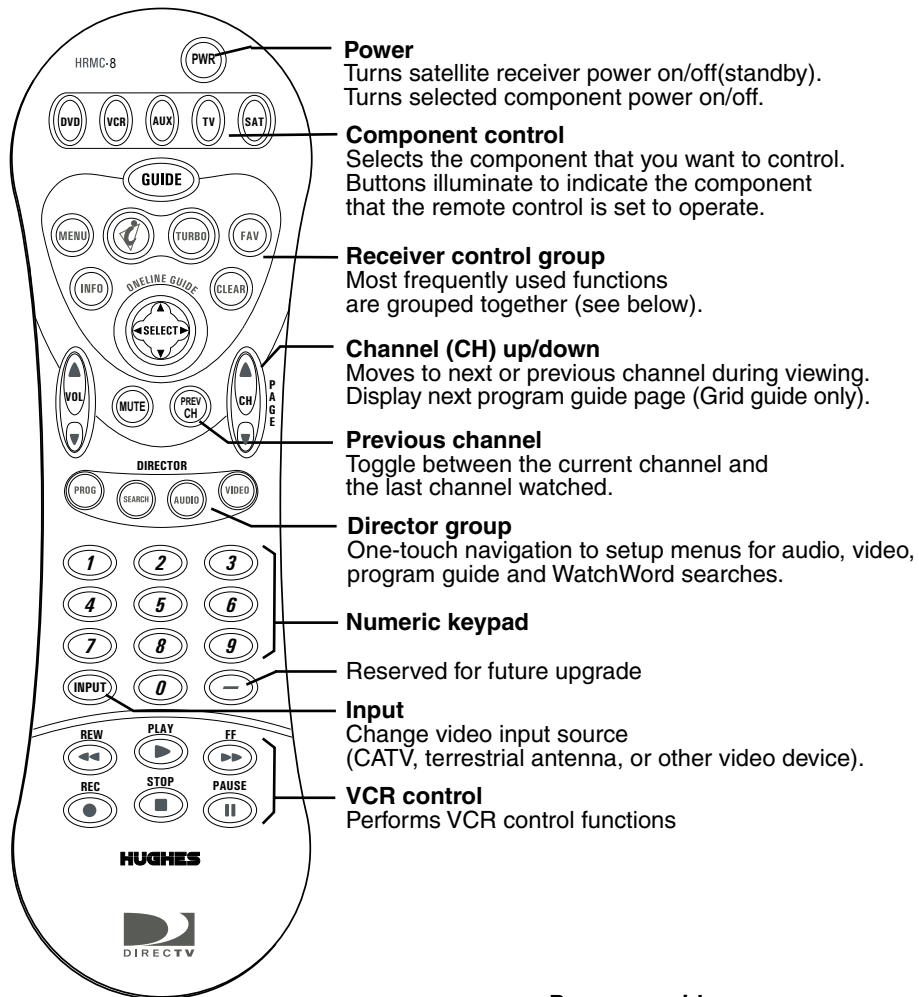 HRMC-8
PWR
DVD VCR AUX TV SAT
GUIDE
MENU i TURBO FAV
INFO ONELINE GUIDE CLEAR
SELECT
VOL MUTE PREV CH CH PAGE
DIRECTOR
PROG SEARCH AUDIO VIDEO
1 2 3
4 5 6
7 8 9
INPUT 0 —
REW PLAY FF
REC STOP PAUSE
HUGHES
DIRECTV
Power
Turns satellite receiver power on/off(standby).
Turns selected component power on/off.
Component control
Selects the component that you want to control.
Buttons illuminate to indicate the component
that the remote control is set to operate.
Receiver control group
Most frequently used functions
are grouped together (see below).
Channel (CH) up/down
Moves to next or previous channel during viewing.
Display next program guide page (Grid guide only).
Previous channel
Toggle between the current channel and
the last channel watched.
Director group
One-touch navigation to setup menus for audio, video,
program guide and WatchWord searches.
Numeric keypad
Reserved for future upgrade
Input
Change video input source
(CATV, terrestrial antenna, or other video device).
VCR control
Performs VCR control functions